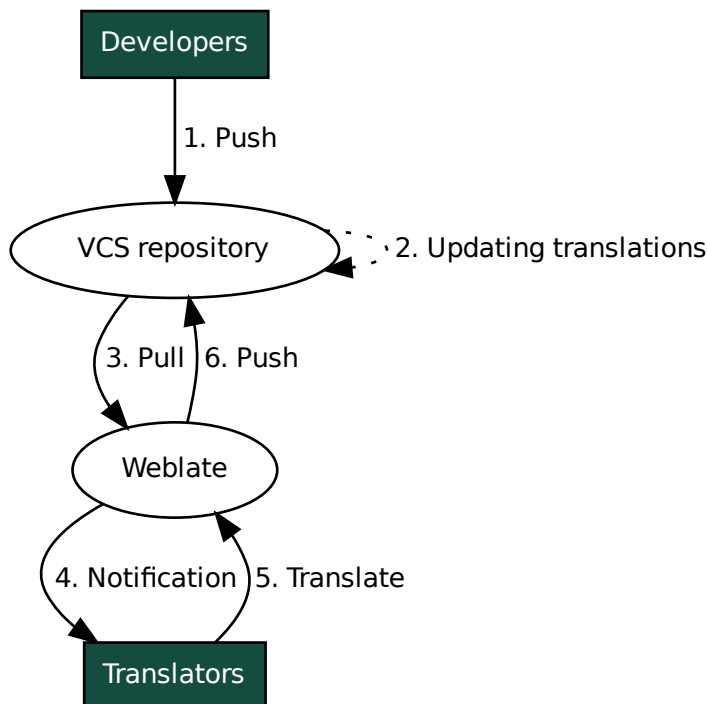 Developers
1. Push
VCS repository
2. Updating translations
3. Pull
6. Push
Weblate
4. Notification
5. Translate
Translators